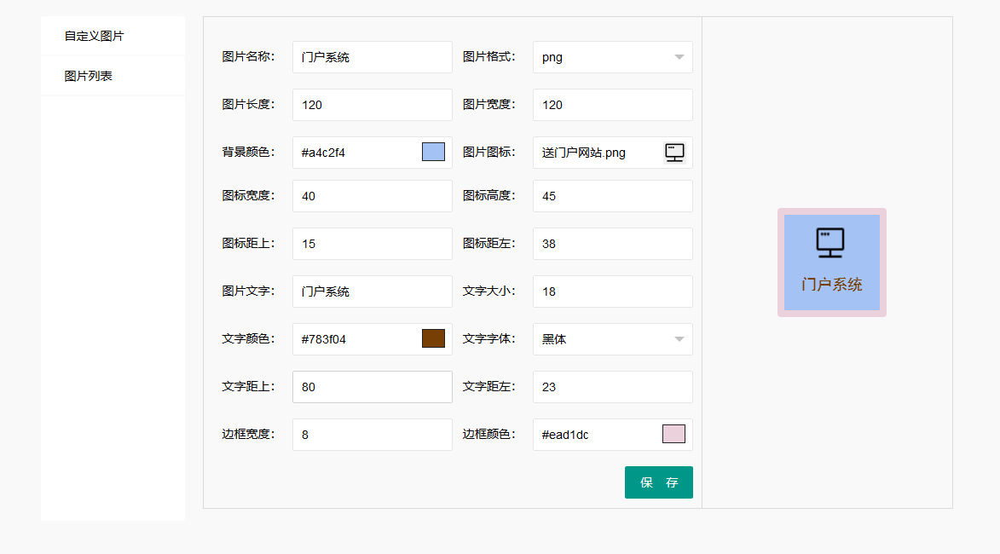 自定义图片
图片列表
图片名称： 门户系统 图片格式： png
图片长度： 120 图片宽度： 120
背景颜色： #a4c2f4 图片图标： 送门户网站.png
图标宽度： 40 图标高度： 45
图标距上： 15 图标距左： 38
图片文字： 门户系统 文字大小： 18
文字颜色： #783f04 文字字体： 黑体
文字距上： 80 文字距左： 23
边框宽度： 8 边框颜色： #ead1dc
保 存
门户系统